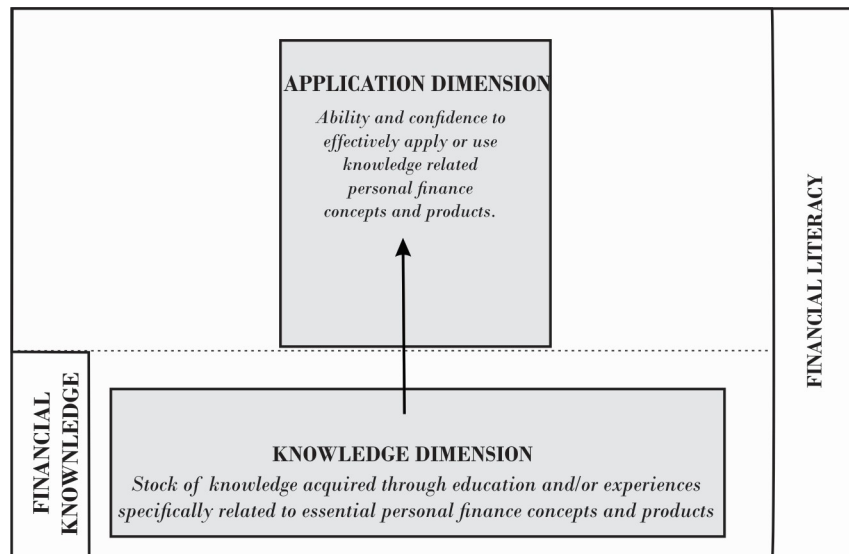 APPLICATION DIMENSION
Ability and confidence to
effectively apply or use
knowledge related
personal finance
concepts and products.
FINANCIAL LITERACY
FINANCIAL
KNOWNLEDGE
KNOWLEDGE DIMENSION
Stock of knowledge acquired through education and/or experiences
specifically related to essential personal finance concepts and products